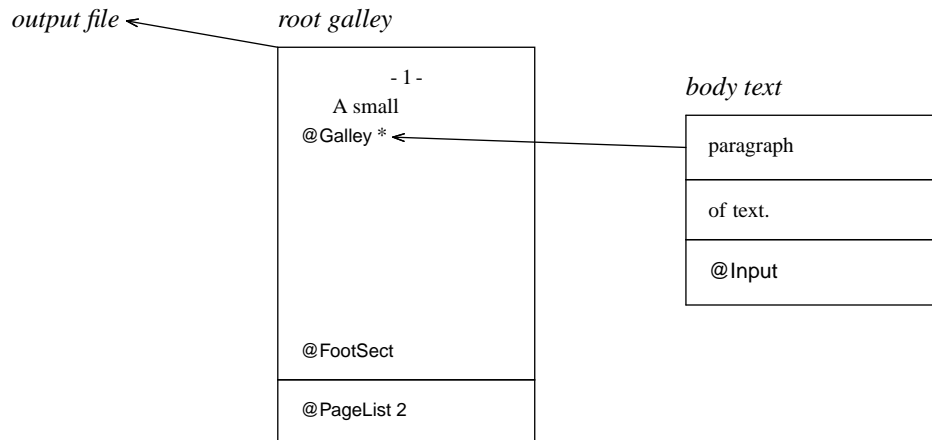 output file
root galley
- 1 -
A small
@Galley *
@FootSect
@PageList 2
body text
paragraph
of text.
@Input